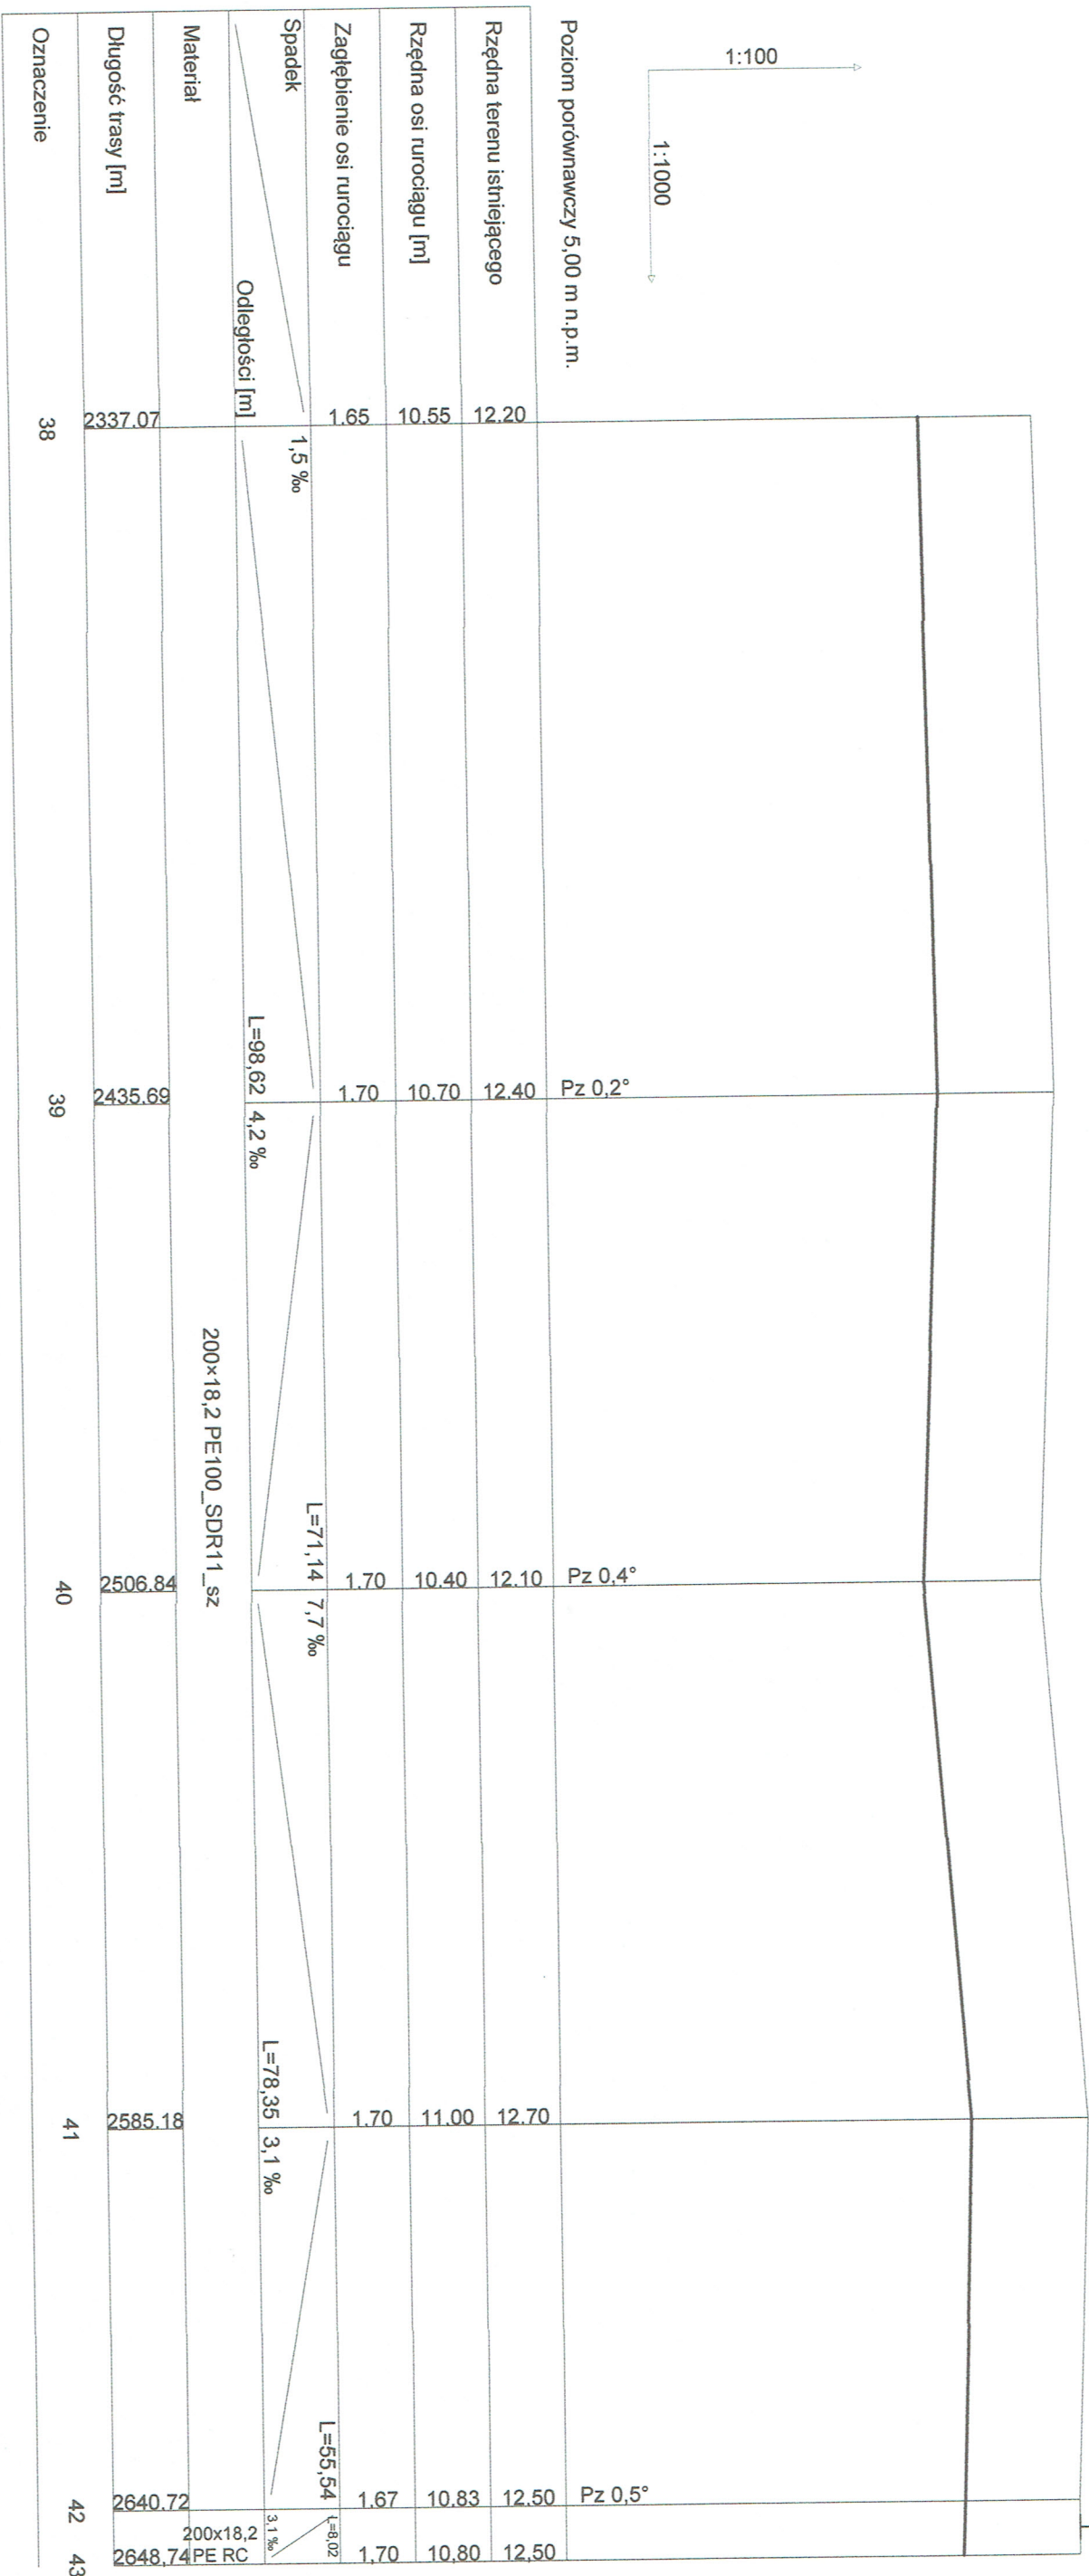 1:100
1:1000
Poziom porównawczy 5,00 m n.p.m.
Pz 0,2°
Pz 0,4°
Pz 0,5°
Rzędna terenu istniejącego
12.20
12.40
12.10
12.70
12.50
12,50
Rzędna osi rurociągu [m]
10.55
10.70
10.40
11.00
10.83
10,80
Zagłębienie osi rurociągu
1.65
1.70
1.70
1.70
1.67
1,70
Spadek
Odległości [m]
1,5 ‰
L=98,62
4,2 ‰
L=71,14
7,7 ‰
L=78,35
3,1 ‰
L=55,54
3,1 ‰
L=8,02
Materiał
200×18,2 PE100_SDR11_sz
200x18,2
PE RC
Długość trasy [m]
2337.07
2435.69
2506.84
2585.18
2640.72
2648,74
Oznaczenie
38
39
40
41
42
43